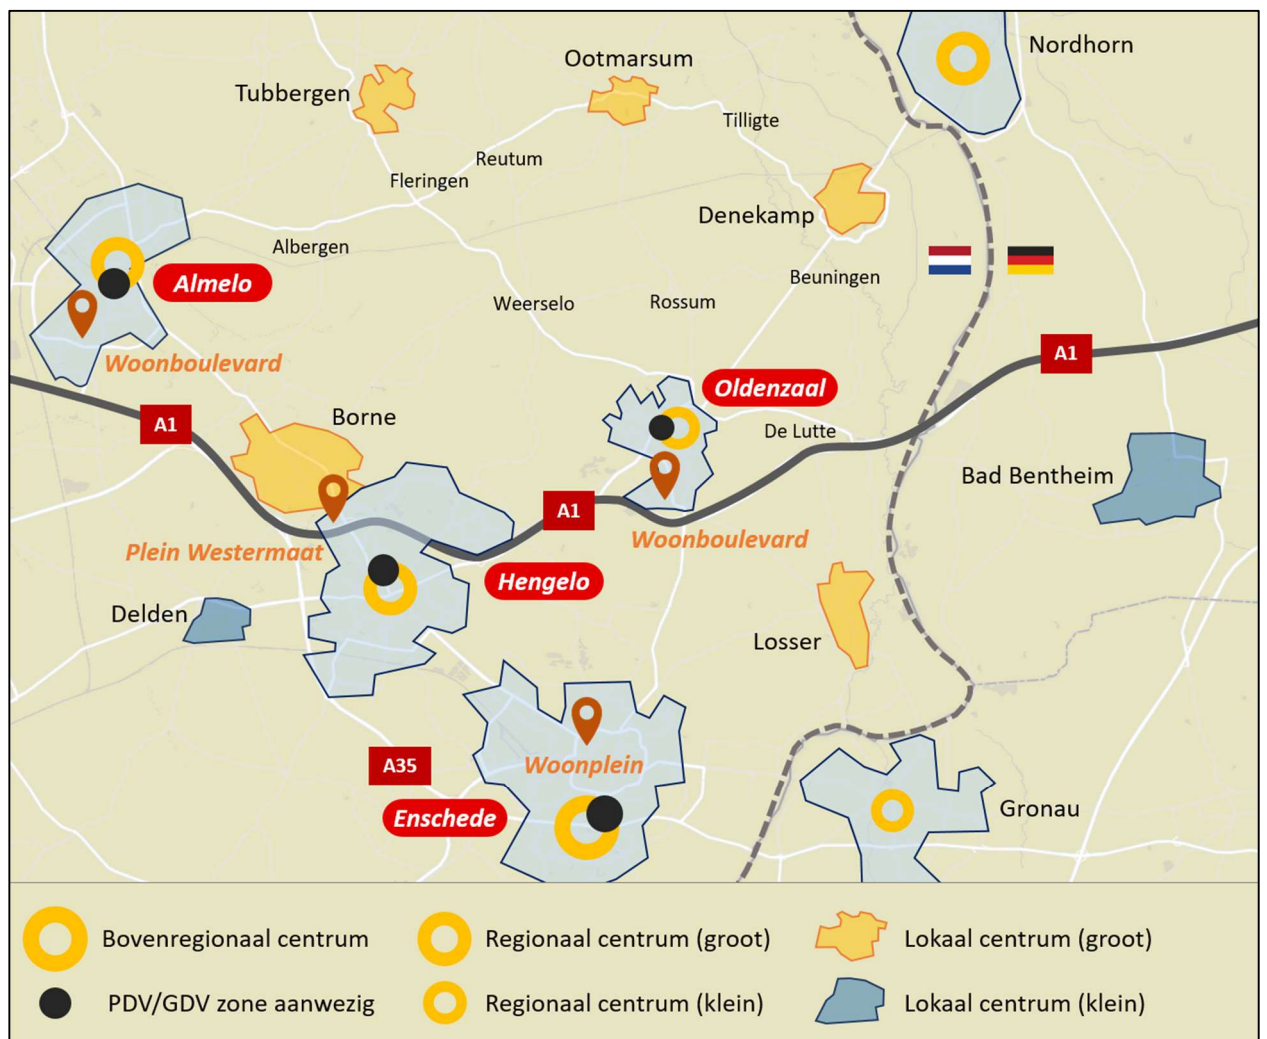 Nordhorn
Ootmarsum
Tubbergen
Tilligte
Reutum
Fleringen
Denekamp
Albergen
Beuningen
Almelo
Weerselo
Rossum
A1
Woonboulevard
Oldenzaal
Borne
A1
De Lutte
Bad Bentheim
A1
Woonboulevard
Plein Westermaat
Hengelo
Delden
Losser
A35
Woonplein
Enschede
Gronau
Bovenregionaal centrum
Regionaal centrum (groot)
Lokaal centrum (groot)
PDV/GDV zone aanwezig
Regionaal centrum (klein)
Lokaal centrum (klein)